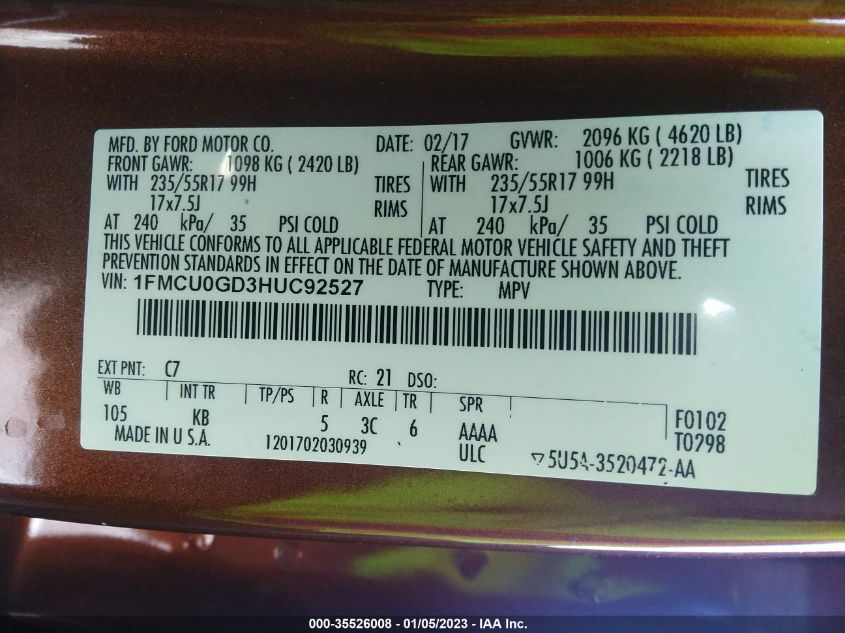 MFD. BY FORD MOTOR CO. DATE: 02/17 GVWR: 2096 KG ( 4620 LB)
FRONT GAWR: 1098 KG ( 2420 LB) REAR GAWR: 1006 KG ( 2218 LB)
WITH 235/55R17 99H TIRES WITH 235/55R17 99H TIRES
17x7.5J RIMS 17x7.5J RIMS
AT 240 kPa/ 35 PSI COLD AT 240 kPa/ 35 PSI COLD
THIS VEHICLE CONFORMS TO ALL APPLICABLE FEDERAL MOTOR VEHICLE SAFETY AND THEFT
PREVENTION STANDARDS IN EFFECT ON THE DATE OF MANUFACTURE SHOWN ABOVE.
VIN: 1FMCU0GD3HUC92527 TYPE: MPV
EXT PNT: C7 RC: 21 DSO:
WB INT TR TP/PS R AXLE TR SPR
105 KB 5 3C 6 AAAA F0102
MADE IN U.S.A. 1201702030939 ULC T0298
5U5A-3520472-AA
000-35526008 - 01/05/2023 - IAA Inc.